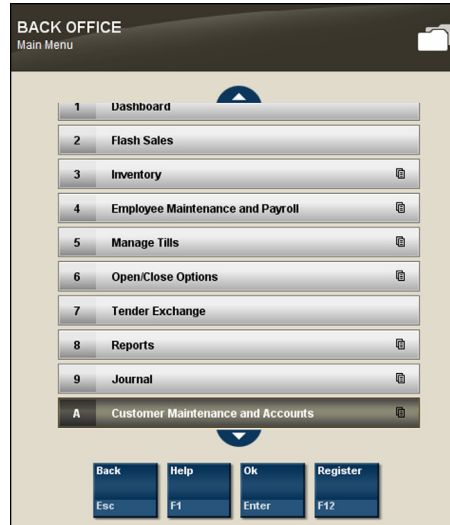 BACK OFFICE
Main Menu
1 Dashboard
2 Flash Sales
3 Inventory
4 Employee Maintenance and Payroll
5 Manage Tills
6 Open/Close Options
7 Tender Exchange
8 Reports
9 Journal
A Customer Maintenance and Accounts
Back Help Ok Register
Esc F1 Enter F12